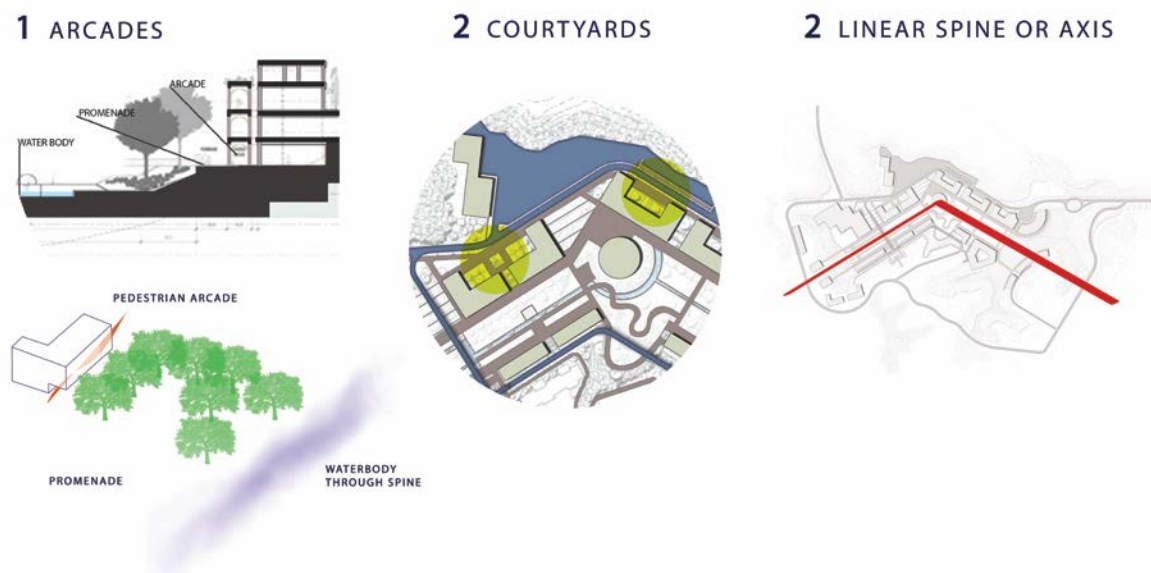 1 ARCADES
ARCADE
PROMENADE
WATER BODY
PEDESTRIAN ARCADE
PROMENADE
WATERBODY
THROUGH SPINE
2 COURTYARDS
2 LINEAR SPINE OR AXIS